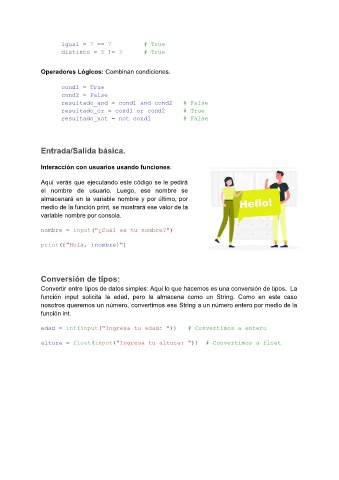 igual = 7 == 7 # True
distinto = 5 != 3 # True
Operadores Lógicos: Combinan condiciones.
cond1 = True
cond2 = False
resultado_and = cond1 and cond2 # False
resultado_or = cond1 or cond2 # True
resultado_not = not cond1 # False
Entrada/Salida básica.
Interacción con usuarios usando funciones:
Aquí verás que ejecutando este código se le pedirá
el nombre de usuario. Luego, ese nombre se
almacenará en la variable nombre y por último, por
medio de la función print, se mostrará ese valor de la
variable nombre por consola.
Hello!
nombre = input("¿Cuál es tu nombre?")
print(f"Hola, {nombre}")
Conversión de tipos:
Convertir entre tipos de datos simples: Aquí lo que hacemos es una conversión de tipos. La
función input solicita la edad, pero la almacena como un String. Como en este caso
nosotros queremos un número, convertimos ese String a un número entero por medio de la
función int.
edad = int(input("Ingresa tu edad: ")) # Convertimos a entero
altura = float(input("Ingresa tu altura: ")) # Convertimos a float